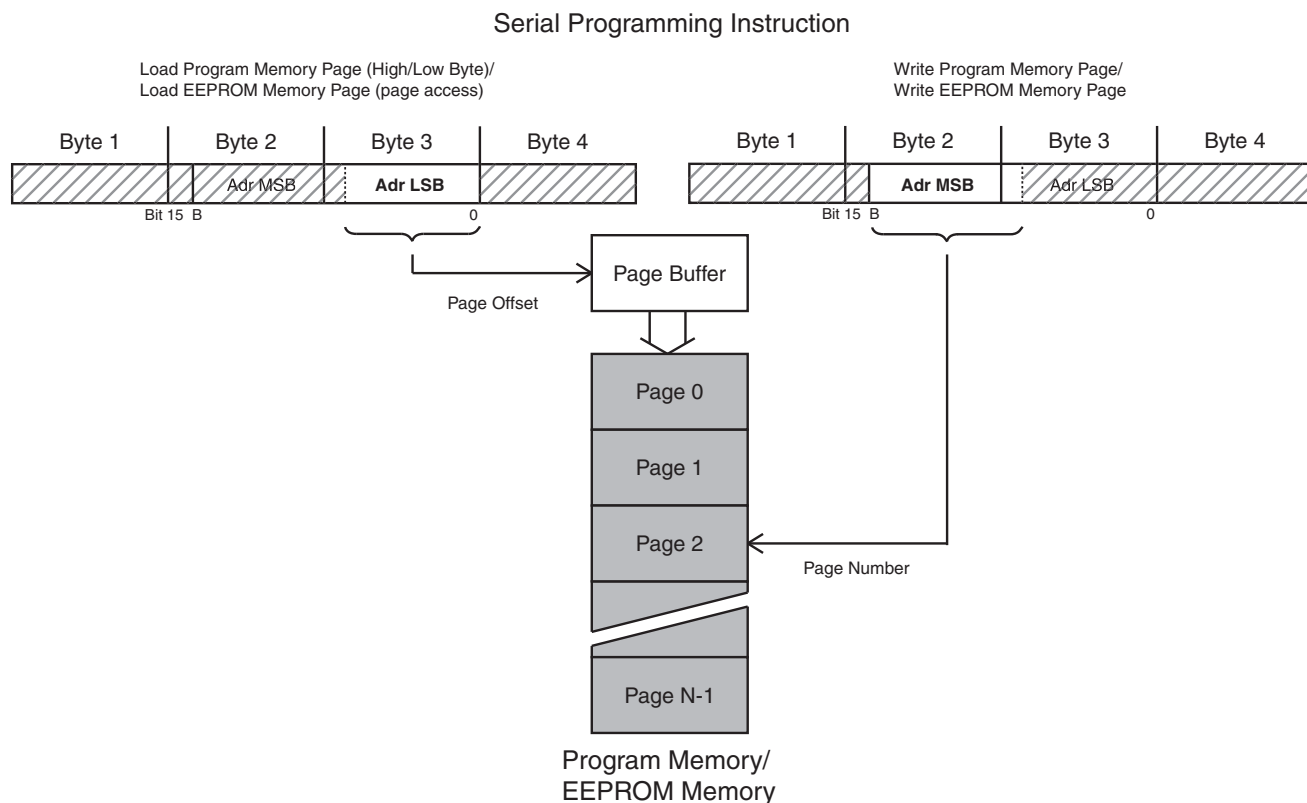 Serial Programming Instruction
Load Program Memory Page (High/Low Byte)/
Load EEPROM Memory Page (page access)
Write Program Memory Page/
Write EEPROM Memory Page
Byte 1 Byte 2 Byte 3 Byte 4
Byte 1 Byte 2 Byte 3 Byte 4
Adr MSB Adr LSB
Adr MSB Adr LSB
Bit 15 B 0
Bit 15 B 0
Page Buffer
Page Offset
Page 0
Page 1
Page 2
Page Number
Page N-1
Program Memory/
EEPROM Memory